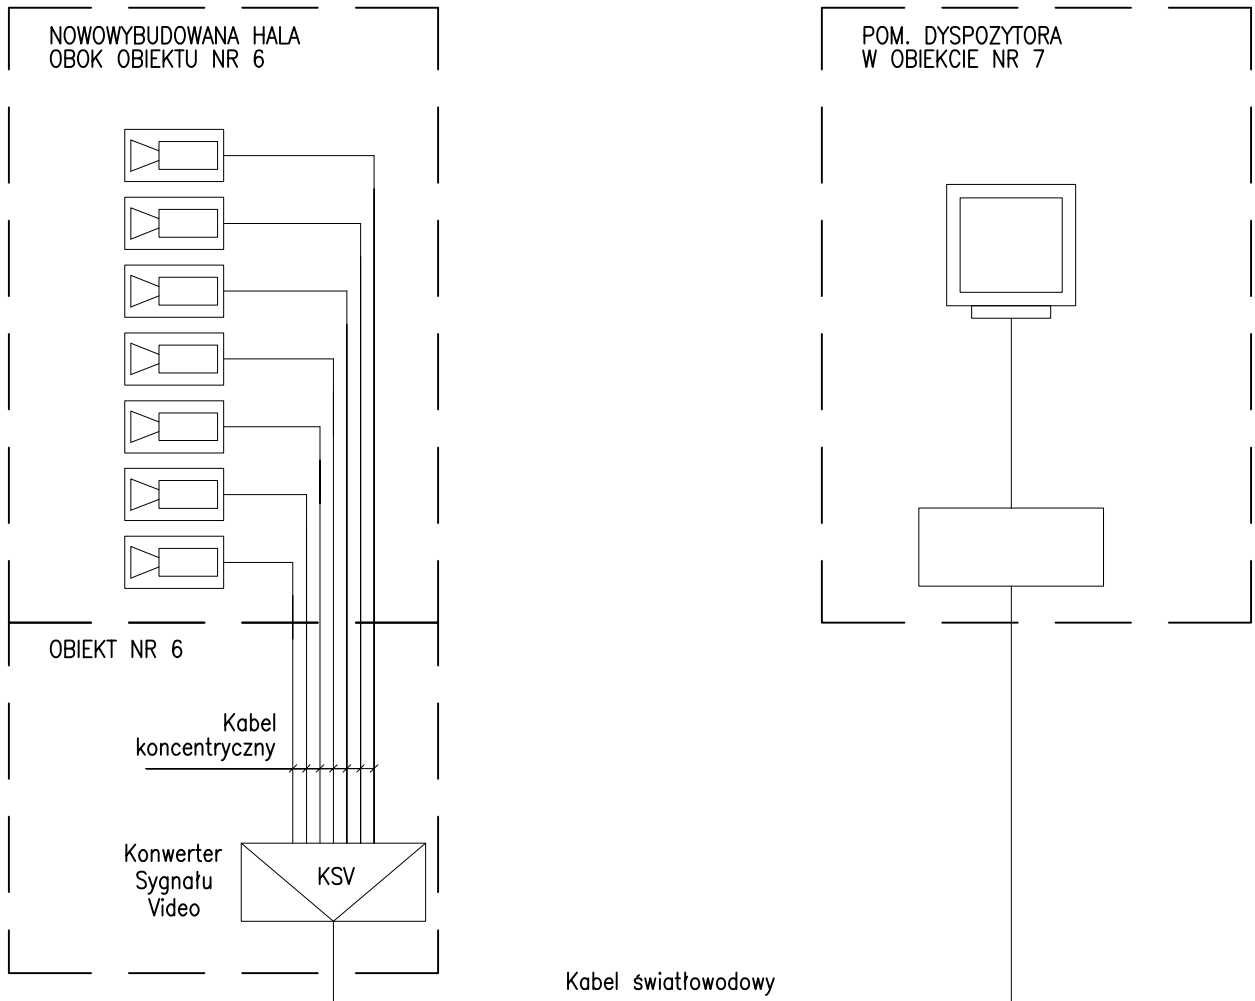 NOWOWYBUDOWANA HALA
OBOK OBIEKTU NR 6
POM. DYSPOZYTORA
W OBIEKCIE NR 7
OBIEKT NR 6
Kabel
koncentryczny
Konwerter
Sygnału
Video
KSV
Kabel światłowodowy